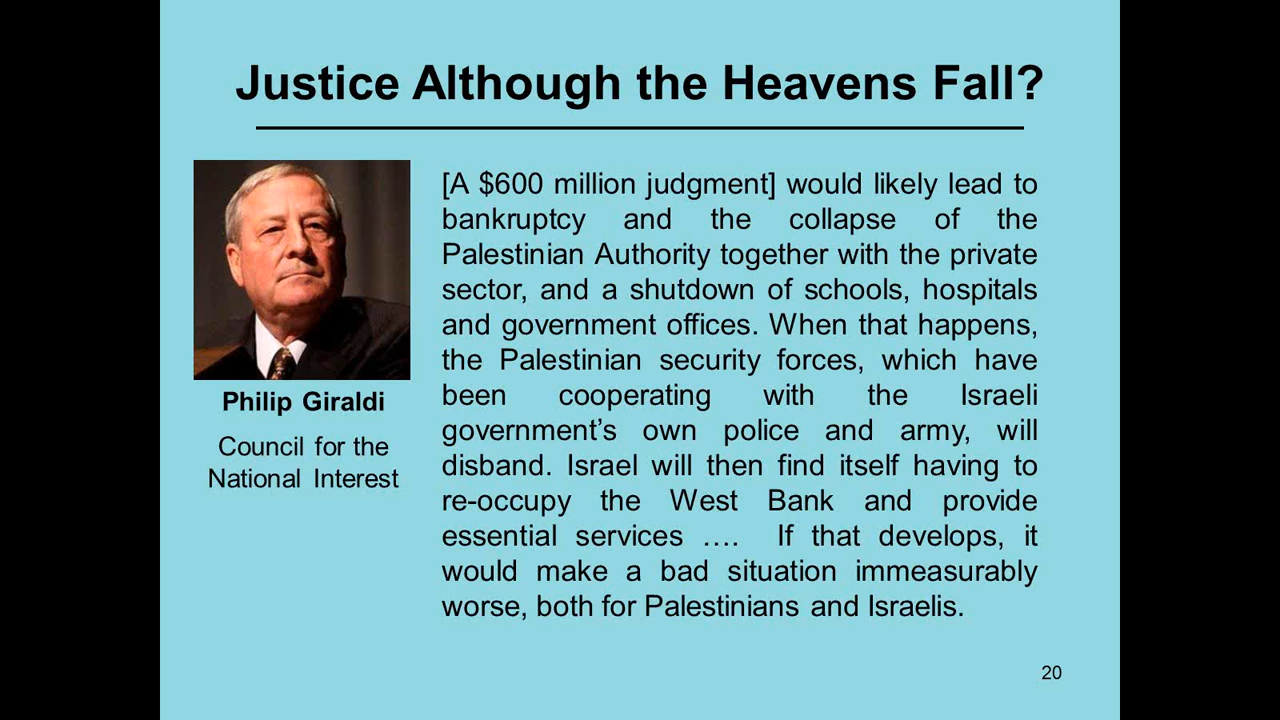 Justice Although the Heavens Fall?
Philip Giraldi
Council for the
National Interest
[A $600 million judgment] would likely lead to
bankruptcy and the collapse of the
Palestinian Authority together with the private
sector, and a shutdown of schools, hospitals
and government offices. When that happens,
the Palestinian security forces, which have
been cooperating with the Israeli
government’s own police and army, will
disband. Israel will then find itself having to
re-occupy the West Bank and provide
essential services …. If that develops, it
would make a bad situation immeasurably
worse, both for Palestinians and Israelis.
20